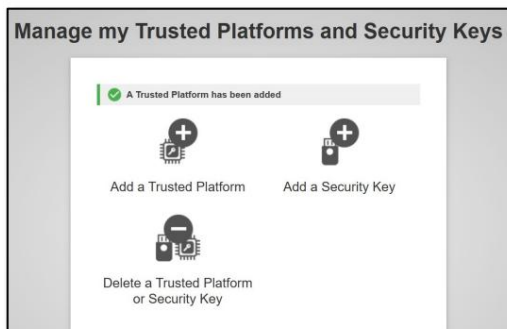 Manage my Trusted Platforms and Security Keys
A Trusted Platform has been added
Add a Trusted Platform
Add a Security Key
Delete a Trusted Platform
or Security Key